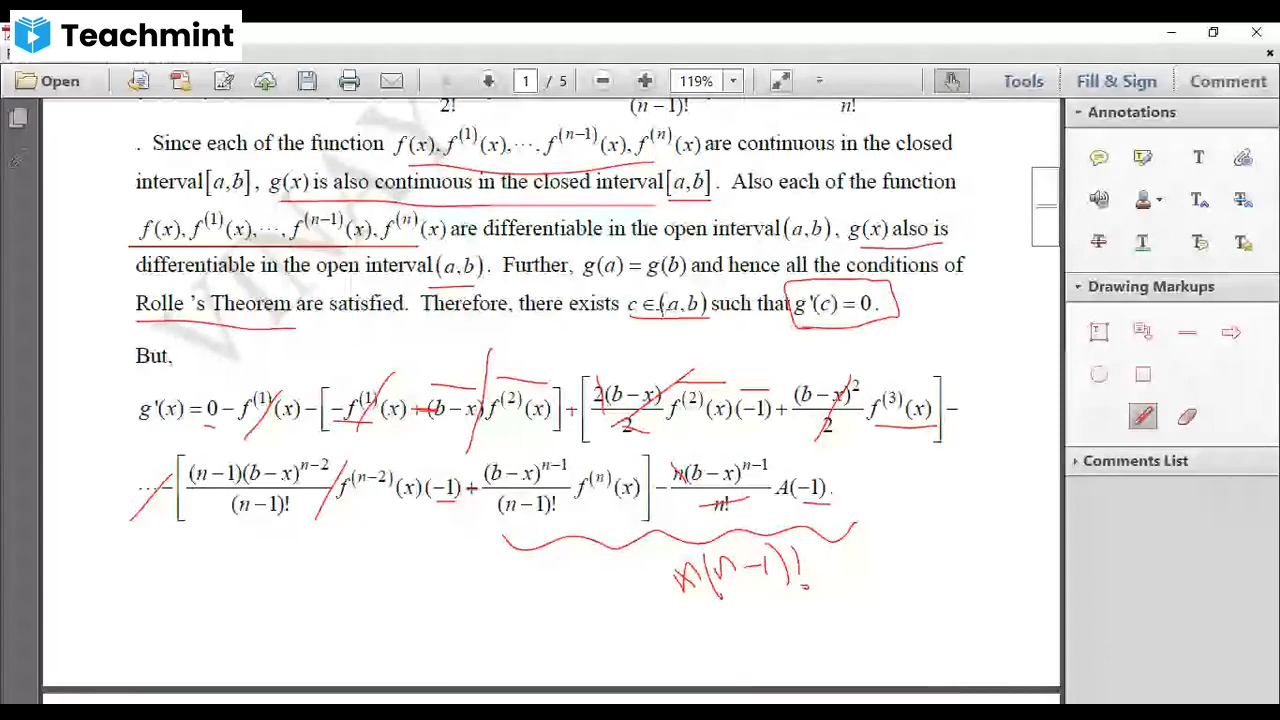 Teachmint
Open
1 / 5
119%
Tools
Fill & Sign
Comment
2! (n−1)! n!
. Since each of the function f(x), f^(1)(x), ⋯, f^(n−1)(x), f^(n)(x) are continuous in the closed
interval [a,b], g(x) is also continuous in the closed interval [a,b]. Also each of the function
f(x), f^(1)(x), ⋯, f^(n−1)(x), f^(n)(x) are differentiable in the open interval (a,b), g(x) also is
differentiable in the open interval (a,b). Further, g(a) = g(b) and hence all the conditions of
Rolle 's Theorem are satisfied. Therefore, there exists c ∈ (a,b) such that g'(c) = 0.
But,
g'(x) = 0 − f^(1)(x) − [−f^(1)(x) + (b−x) f^(2)(x)] + [2(b−x)/2 f^(2)(x)(−1) + (b−x)^2/2 f^(3)(x)] −
⋯ − [(n−1)(b−x)^(n−2)/(n−1)! f^(n−2)(x)(−1) + (b−x)^(n−1)/(n−1)! f^(n)(x)] − n(b−x)^(n−1)/n! A(−1).
n(n−1)!
Annotations
Drawing Markups
Comments List